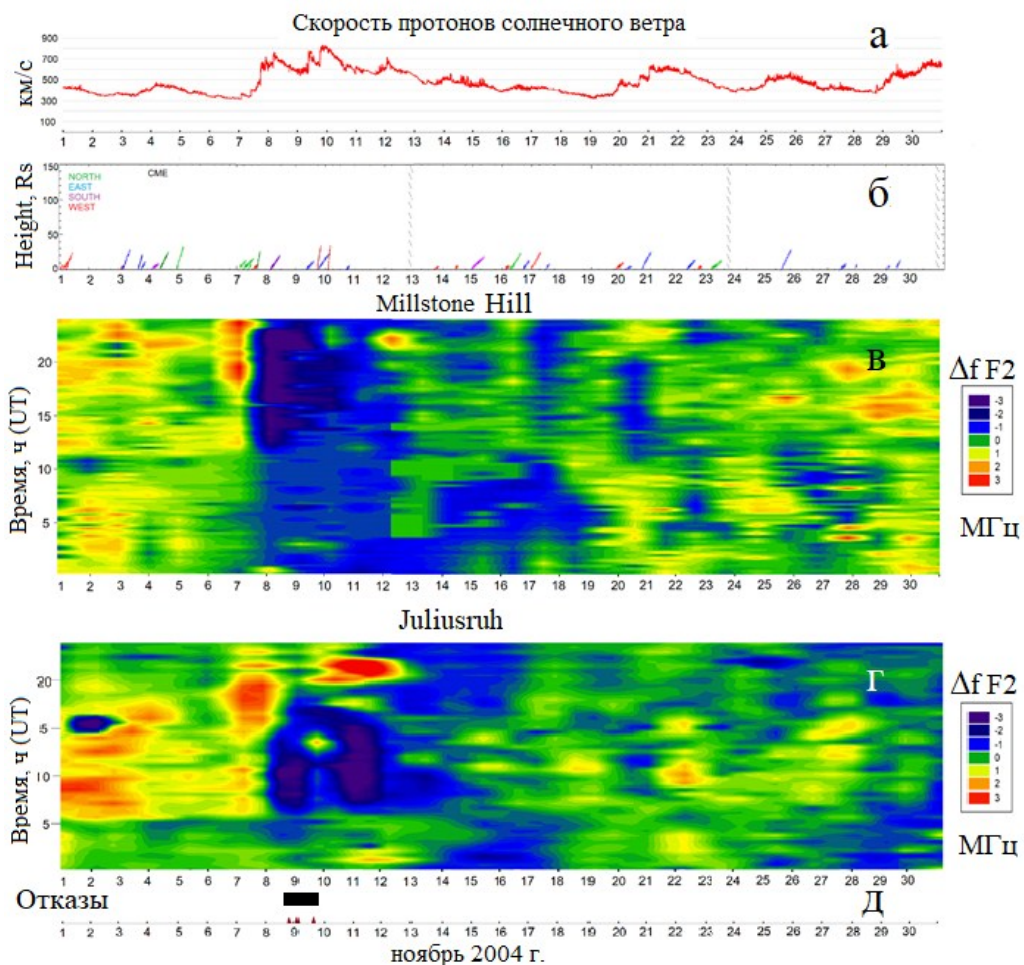 Скорость протонов солнечного ветра
а
км/с
900
700
500
300
100
1 2 3 4 5 6 7 8 9 10 11 12 13 14 15 16 17 18 19 20 21 22 23 24 25 26 27 28 29 30
б
Height, Rs
150
100
50
0
NORTH
EAST
SOUTH
WEST
CME
1 2 3 4 5 6 7 8 9 10 11 12 13 14 15 16 17 18 19 20 21 22 23 24 25 26 27 28 29 30
Millstone Hill
в
Время, ч (UT)
20
15
10
5
1 2 3 4 5 6 7 8 9 10 11 12 13 14 15 16 17 18 19 20 21 22 23 24 25 26 27 28 29 30
Δf F2
-3
-2
-1
0
1
2
3
МГц
Juliusruh
г
Время, ч (UT)
20
5
10
5
1 2 3 4 5 6 7 8 9 10 11 12 13 14 15 16 17 18 19 20 21 22 23 24 25 26 27 28 29 30
Δf F2
-3
-2
-1
0
1
2
3
МГц
Отказы
Д
1 2 3 4 5 6 7 8 9 10 11 12 13 14 15 16 17 18 19 20 21 22 23 24 25 26 27 28 29 30
ноябрь 2004 г.